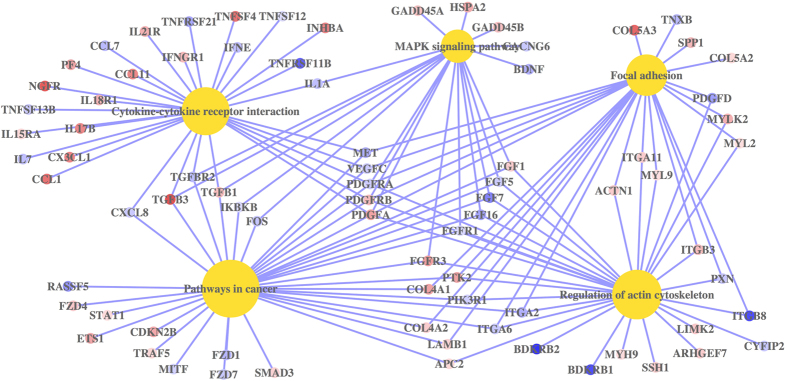 GADD45A
HSPA2
TNFRSF21
TNFSF4
TNFSF12
INHBA
IL21R
GADD45B
COL5A3
TNXB
CCL7
IFNGR1
IFNE
MAPK signaling pathway
CACNG6
SPP1
PF4
CCL11
TNFRSF11B
BDNF
COL5A2
NGFR
IL1A
Focal adhesion
TNFSF13B
IL18R1
Cytokine-cytokine receptor interaction
PDGFD
IL15RA
IL17B
MYLK2
IL7
CX3CL1
MET
MYL2
CCL1
TGFBR2
VEGFC
EGF1
ITGA11
TGFB3
TGFB1
PDGFRA
EGF5
MYL9
CXCL8
IKBKB
PDGFRB
EGF7
ACTN1
FOS
PDGFA
EGF16
EGFR1
FGFR3
ITGB3
RASSF5
Pathways in cancer
COL4A1
PTK2
PXN
FZD4
PIK3R1
Regulation of actin cytoskeleton
STAT1
ITGA2
ITGB8
ETS1
CDKN2B
COL4A2
ITGA6
LIMK2
TRAF5
FZD1
LAMB1
BDKRB2
MYH9
ARHGEF7
CYFIP2
MITF
FZD7
SMAD3
APC2
BDKRB1
SSH1